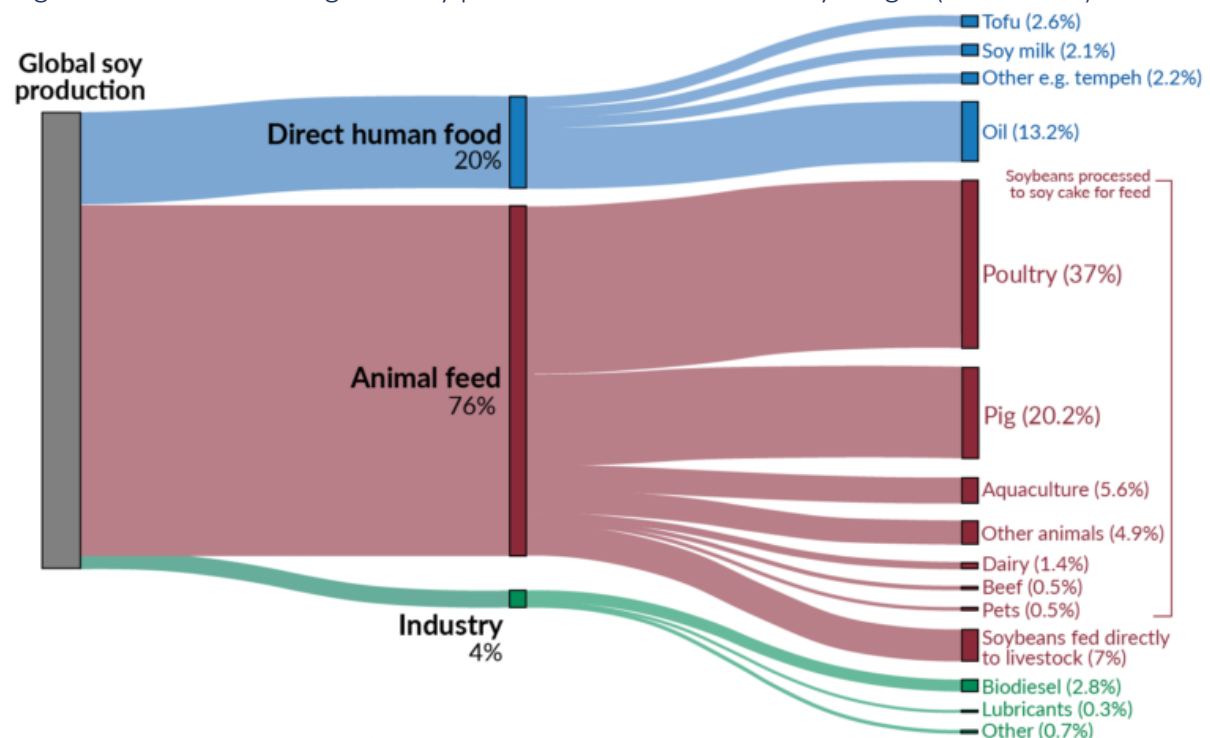 Global soy
production
Direct human food
20%
Animal feed
76%
Industry
4%
Tofu (2.6%)
Soy milk (2.1%)
Other e.g. tempeh (2.2%)
Oil (13.2%)
Soybeans processed
to soy cake for feed
Poultry (37%)
Pig (20.2%)
Aquaculture (5.6%)
Other animals (4.9%)
Dairy (1.4%)
Beef (0.5%)
Pets (0.5%)
Soybeans fed directly
to livestock (7%)
Biodiesel (2.8%)
Lubricants (0.3%)
Other (0.7%)